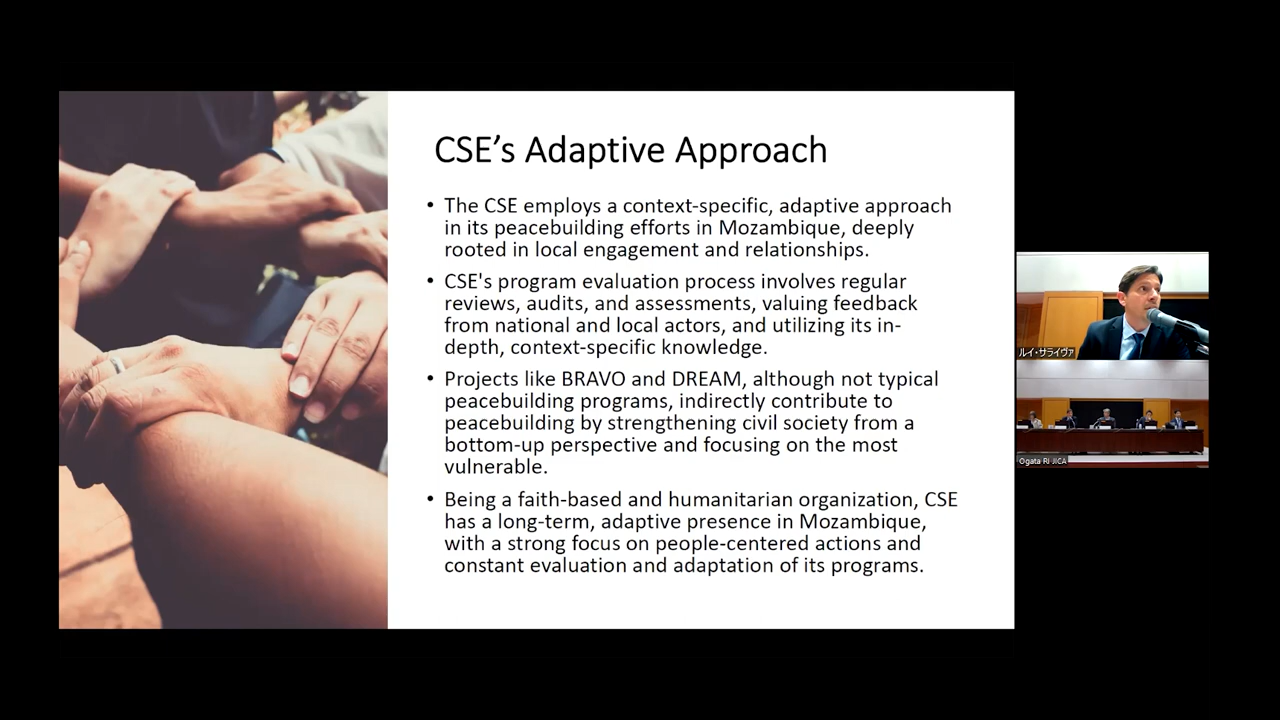 CSE’s Adaptive Approach
• The CSE employs a context-specific, adaptive approach
in its peacebuilding efforts in Mozambique, deeply
rooted in local engagement and relationships.
• CSE's program evaluation process involves regular
reviews, audits, and assessments, valuing feedback
from national and local actors, and utilizing its in-
depth, context-specific knowledge.
• Projects like BRAVO and DREAM, although not typical
peacebuilding programs, indirectly contribute to
peacebuilding by strengthening civil society from a
bottom-up perspective and focusing on the most
vulnerable.
• Being a faith-based and humanitarian organization, CSE
has a long-term, adaptive presence in Mozambique,
with a strong focus on people-centered actions and
constant evaluation and adaptation of its programs.
ルイ・サライヴァ
Ogata RI JICA